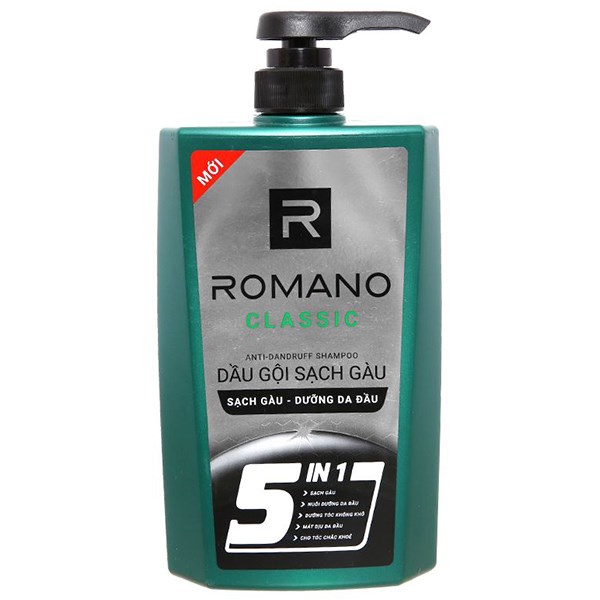 MỚI
R
ROMANO
CLASSIC
ANTI-DANDRUFF SHAMPOO
DẦU GỘI SẠCH GÀU
SẠCH GÀU - DƯỠNG DA ĐẦU
5 IN 1
SẠCH GÀU
NUÔI DƯỠNG DA ĐẦU
DƯỠNG TÓC KHÔNG KHÔ
MÁT DỊU DA ĐẦU
CHO TÓC CHẮC KHOẺ